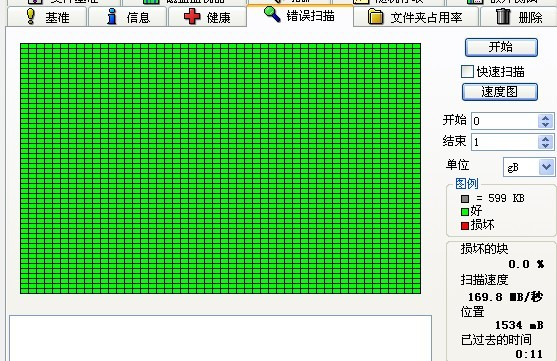 基准 信息 健康 错误扫描 文件夹占用率 删除
开始
快速扫描
速度图
开始 0
结束 1
单位 gB
图例
= 599 KB
好
损坏
损坏的块
0.0 %
扫描速度
169.8 MB/秒
位置
1534 mB
已过去的时间
0:11